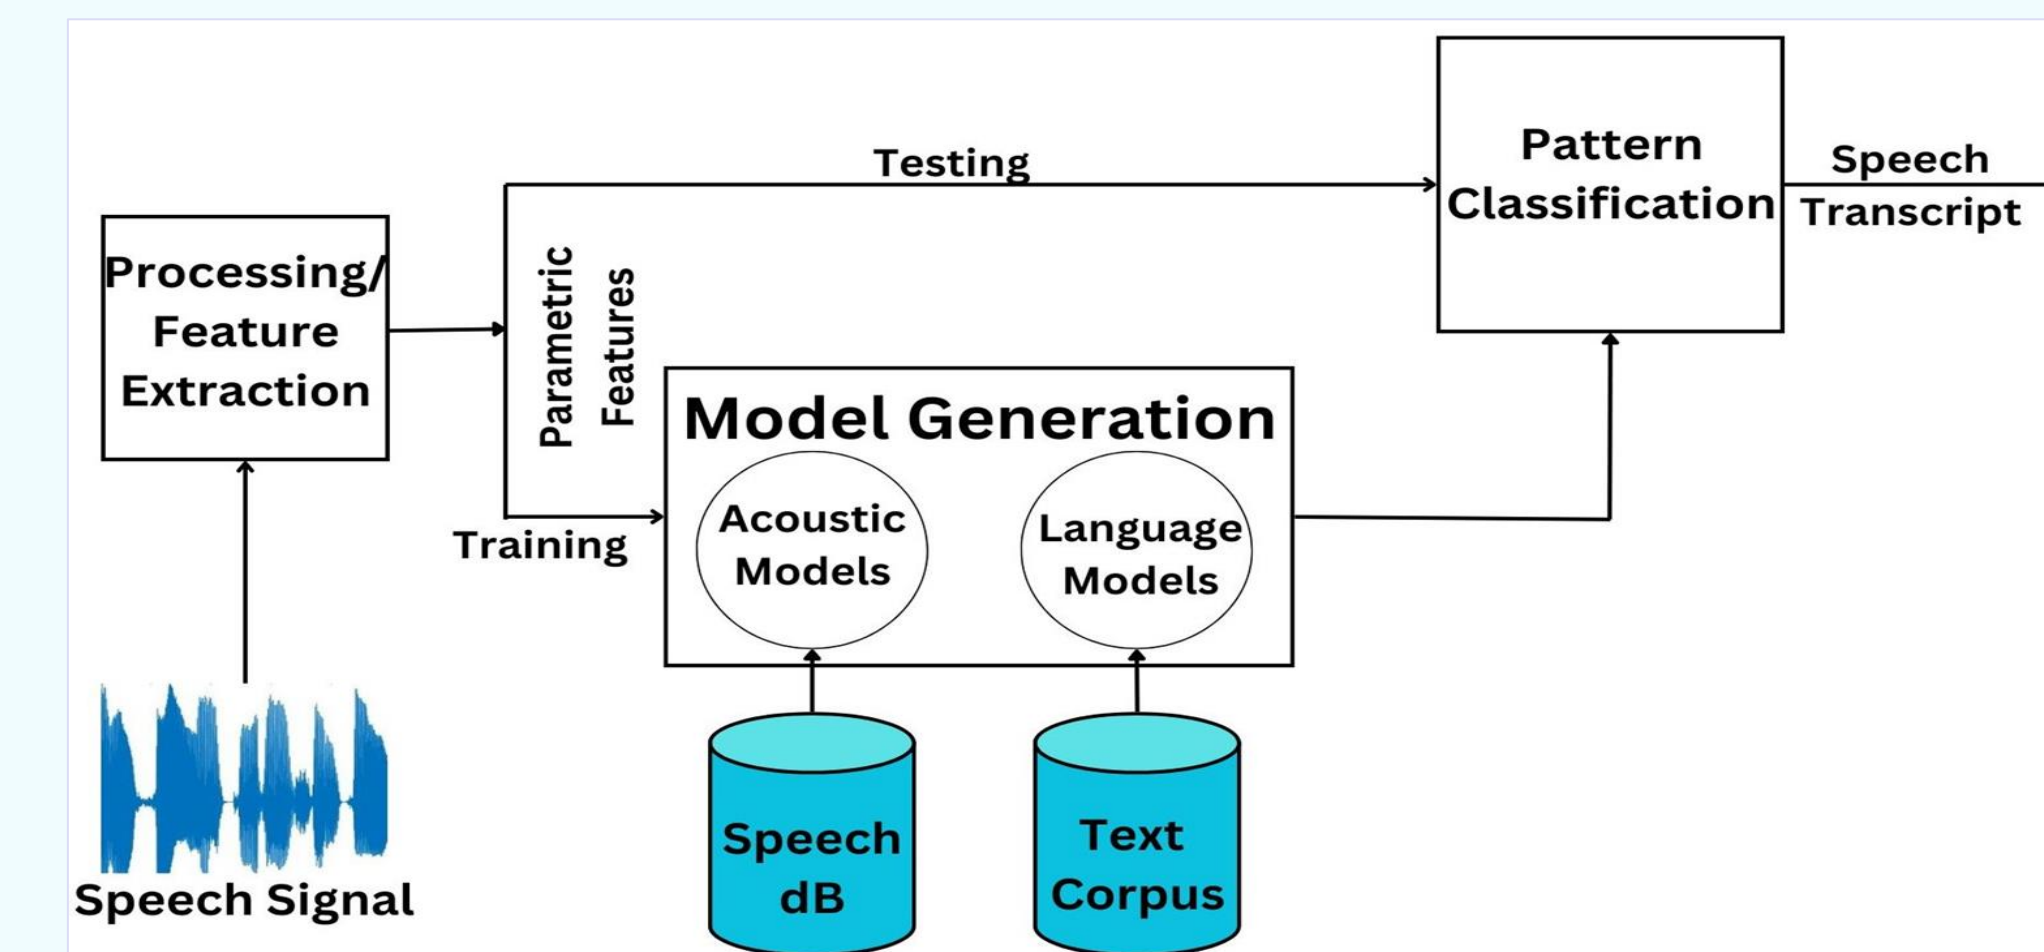 Testing
Pattern
Classification
Speech
Transcript
Processing/
Feature
Extraction
Parametric
Features
Model Generation
Acoustic
Models
Language
Models
Training
Speech
dB
Text
Corpus
Speech Signal